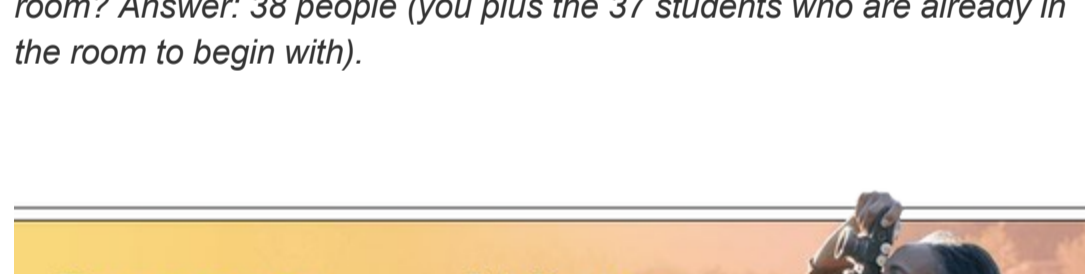 room? Answer: 38 people (you plus the 37 students who are already in
the room to begin with).